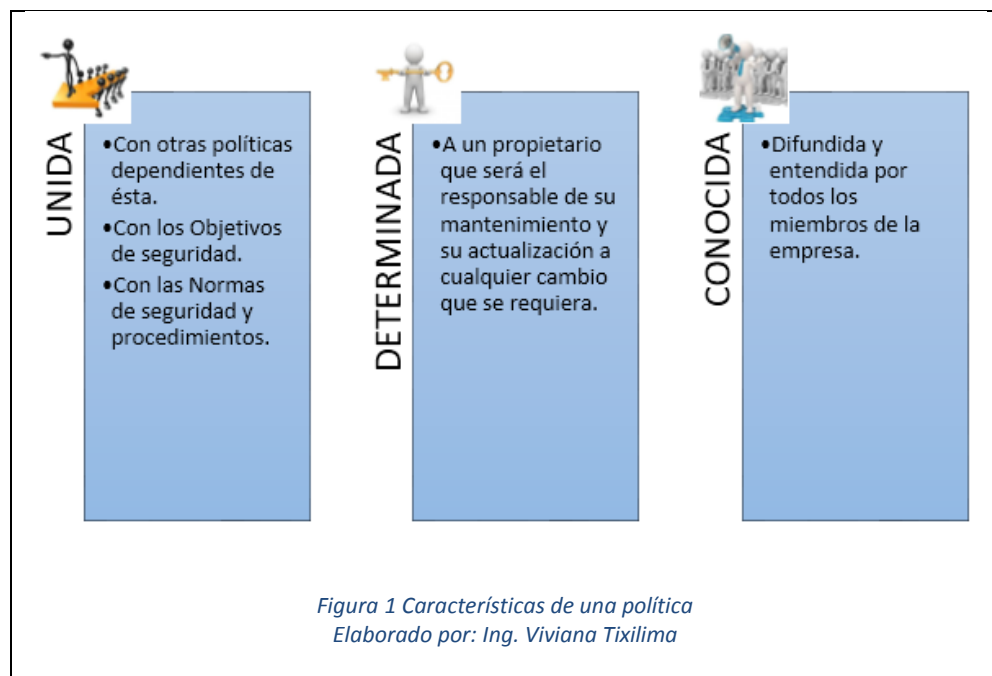 UNIDA
•Con otras políticas
dependientes de
ésta.
•Con los Objetivos
de seguridad.
•Con las Normas
de seguridad y
procedimientos.
DETERMINADA
•A un propietario
que será el
responsable de su
mantenimiento y
su actualización a
cualquier cambio
que se requiera.
CONOCIDA
•Difundida y
entendida por
todos los
miembros de la
empresa.
Figura 1 Características de una política
Elaborado por: Ing. Viviana Tixilima